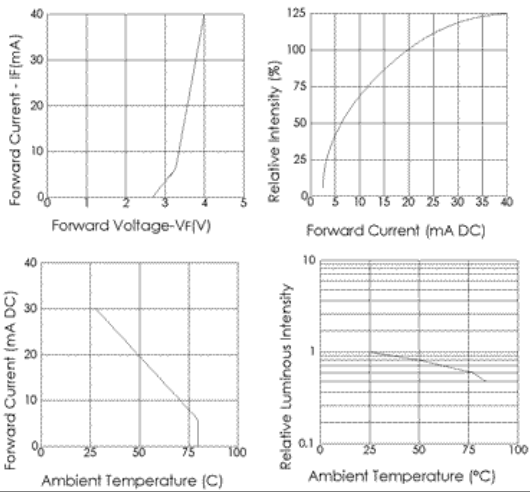 40
30
20
10
0
Forward Current - IF(mA)
0 1 2 3 4 5
Forward Voltage-VF(V)
125
100
75
50
25
Relative Intensity (%)
0 5 10 15 20 25 30 35 40
Forward Current (mA DC)
40
30
20
10
0
Forward Current (mA DC)
0 25 50 75 100
Ambient Temperature (C)
10
1
0.1
Relative Luminous Intensity
0 25 50 75 100
Ambient Temperature (°C)